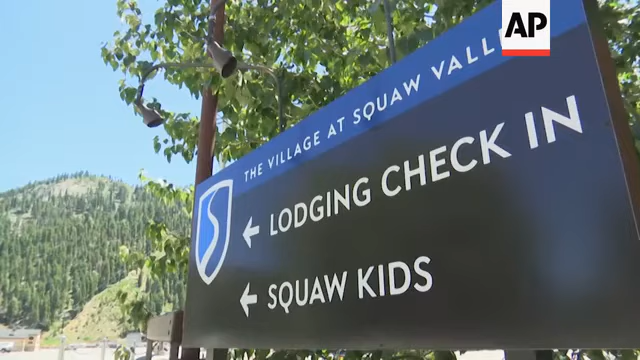 AP
THE VILLAGE AT SQUAW VALL
← LODGING CHECK IN
← SQUAW KIDS